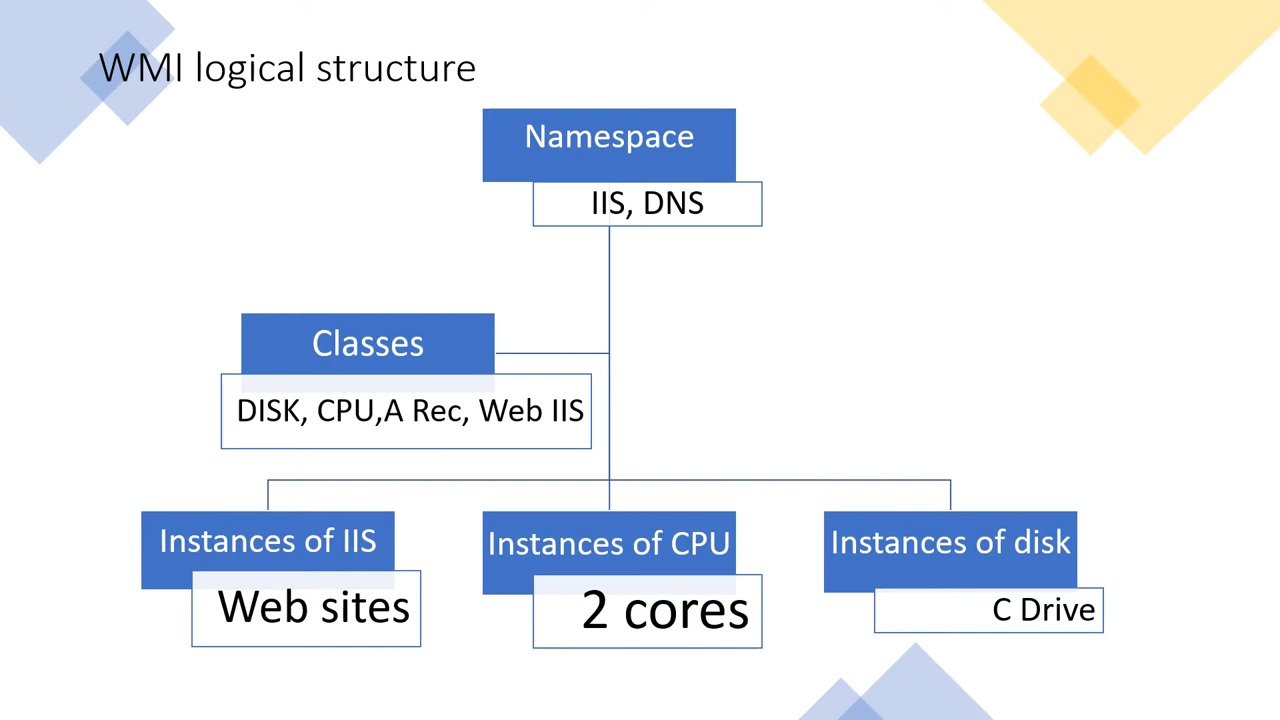 WMI logical structure
Namespace
IIS, DNS
Classes
DISK, CPU,A Rec, Web IIS
Instances of IIS
Web sites
Instances of CPU
2 cores
Instances of disk
C Drive